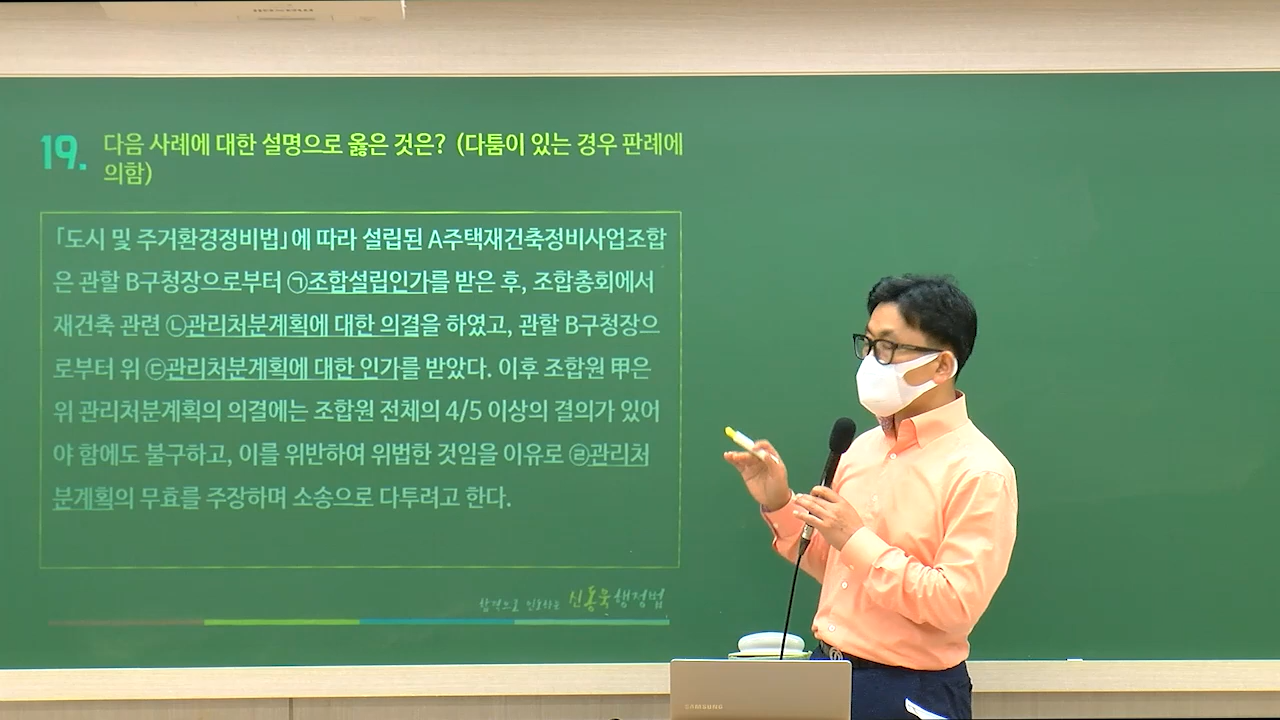 19. 다음 사례에 대한 설명으로 옳은 것은? (다툼이 있는 경우 판례에
의함)
「도시 및 주거환경정비법」에 따라 설립된 A주택재건축정비사업조합
은 관할 B구청장으로부터 ㉠조합설립인가를 받은 후, 조합총회에서
재건축 관련 ㉡관리처분계획에 대한 의결을 하였고, 관할 B구청장으
로부터 위 ㉢관리처분계획에 대한 인가를 받았다. 이후 조합원 甲은
위 관리처분계획의 의결에는 조합원 전체의 4/5 이상의 결의가 있어
야 함에도 불구하고, 이를 위반하여 위법한 것임을 이유로 ㉣관리처
분계획의 무효를 주장하며 소송으로 다투려고 한다.
합격으로 인도하는 신동욱행정법
SAMSUNG